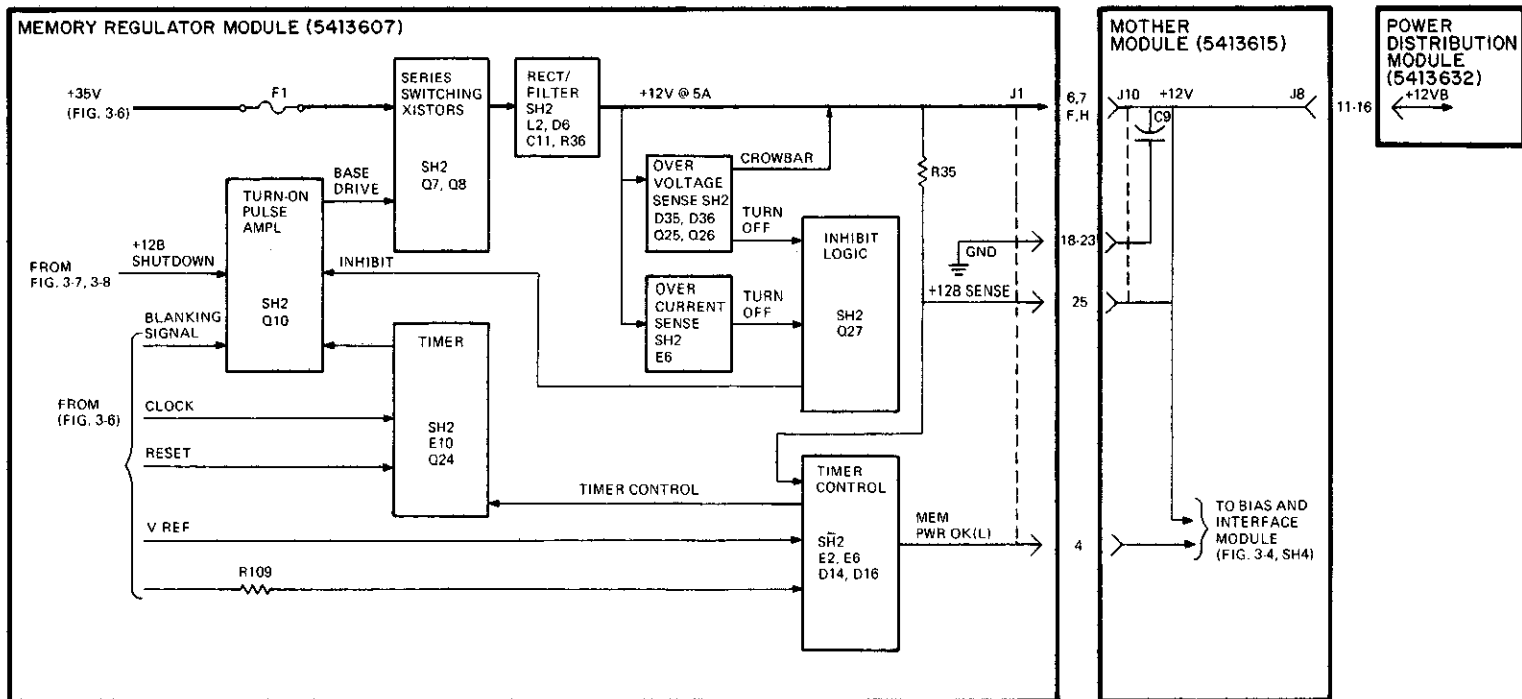 MEMORY REGULATOR MODULE (5413607)
+35V
(FIG. 3-6)
F1
SERIES
SWITCHING
XISTORS
SH2
Q7, Q8
RECT/
FILTER
SH2
L2, D6
C11, R36
+12V @ 5A
J1
BASE
DRIVE
TURN-ON
PULSE
AMPL
SH2
Q10
+12B
SHUTDOWN
FROM
FIG. 3-7, 3-8
INHIBIT
BLANKING
SIGNAL
OVER
VOLTAGE
SENSE SH2
D35, D36
Q25, Q26
CROWBAR
TURN
OFF
OVER
CURRENT
SENSE
SH2
E6
TURN
OFF
INHIBIT
LOGIC
SH2
Q27
R35
GND
+12B SENSE
TIMER
SH2
E10
Q24
FROM
(FIG. 3-6)
CLOCK
RESET
TIMER CONTROL
V REF
R109
TIMER
CONTROL
SH2
E2, E6
D14, D16
MEM
PWR OK(L)
6,7
F,H
18-23
25
4
MOTHER
MODULE (5413615)
J10
+12V
C9
J8
TO BIAS AND
INTERFACE
MODULE
(FIG. 3-4, SH4)
11-16
POWER
DISTRIBUTION
MODULE
(5413632)
+12VB